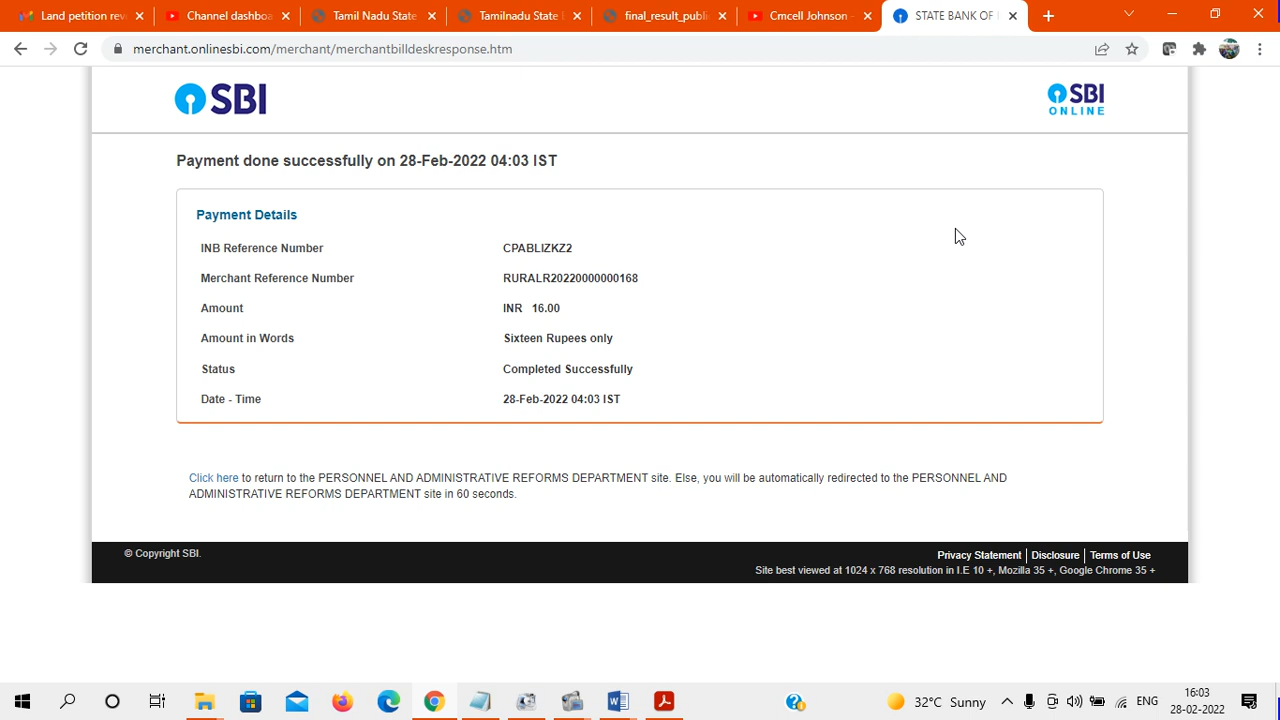 Land petition rev
Channel dashboa
Tamil Nadu State
Tamilnadu State I
final_result_publi
Cmcell Johnson -
STATE BANK OF I
merchant.onlinesbi.com/merchant/merchantbilldeskresponse.htm
SBI
SBI
ONLINE
Payment done successfully on 28-Feb-2022 04:03 IST
Payment Details
INB Reference Number CPABLIZKZ2
Merchant Reference Number RURALR20220000000168
Amount INR 16.00
Amount in Words Sixteen Rupees only
Status Completed Successfully
Date - Time 28-Feb-2022 04:03 IST
Click here to return to the PERSONNEL AND ADMINISTRATIVE REFORMS DEPARTMENT site. Else, you will be automatically redirected to the PERSONNEL AND
ADMINISTRATIVE REFORMS DEPARTMENT site in 60 seconds.
© Copyright SBI.
Privacy Statement | Disclosure | Terms of Use
Site best viewed at 1024 x 768 resolution in I.E 10 +, Mozilla 35 +, Google Chrome 35 +
32°C Sunny
ENG
16:03
28-02-2022